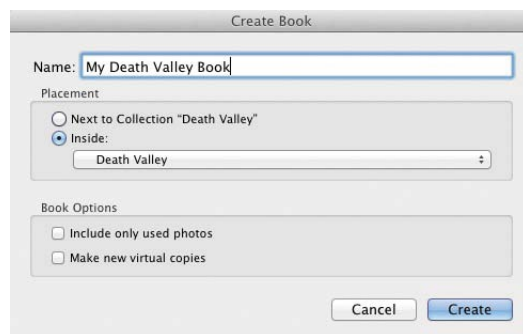 Create Book
Name: My Death Valley Book
Placement
Next to Collection “Death Valley”
Inside:
Death Valley
Book Options
Include only used photos
Make new virtual copies
Cancel Create